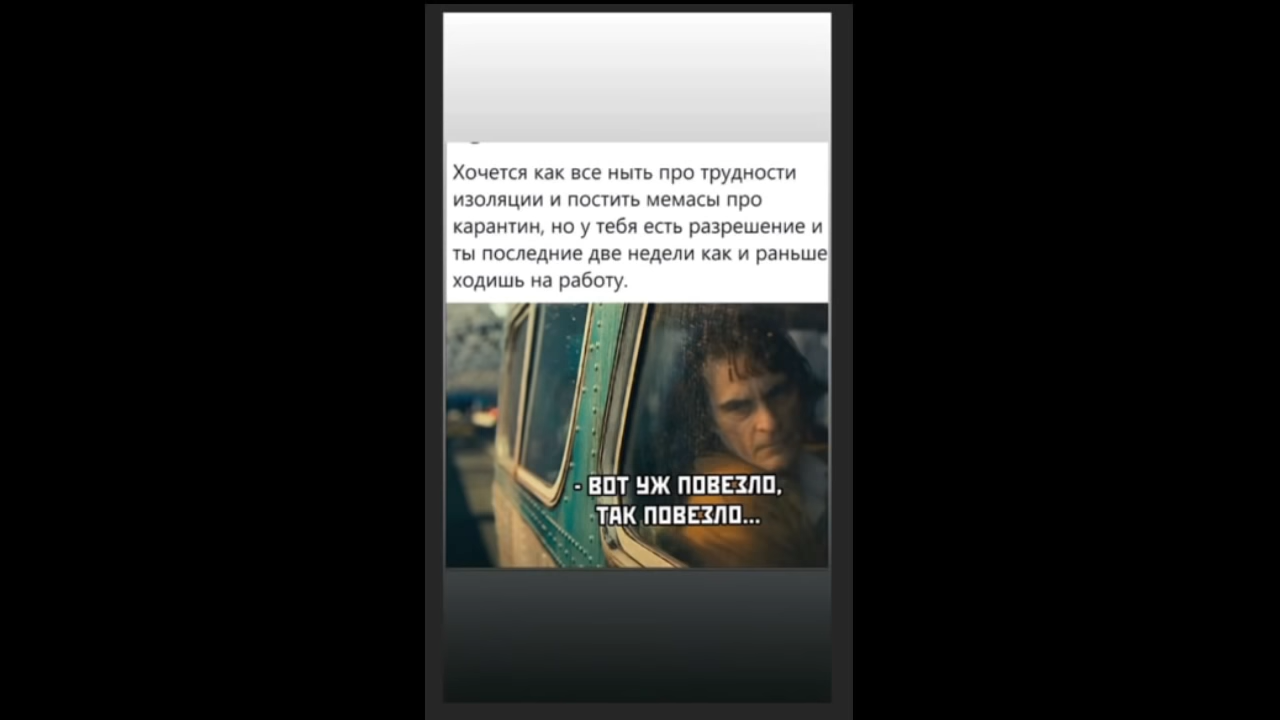 Хочется как все ныть про трудности
изоляции и постить мемасы про
карантин, но у тебя есть разрешение и
ты последние две недели как и раньше
ходишь на работу.
- ВОТ УЖ ПОВЕЗЛО,
ТАК ПОВЕЗЛО...